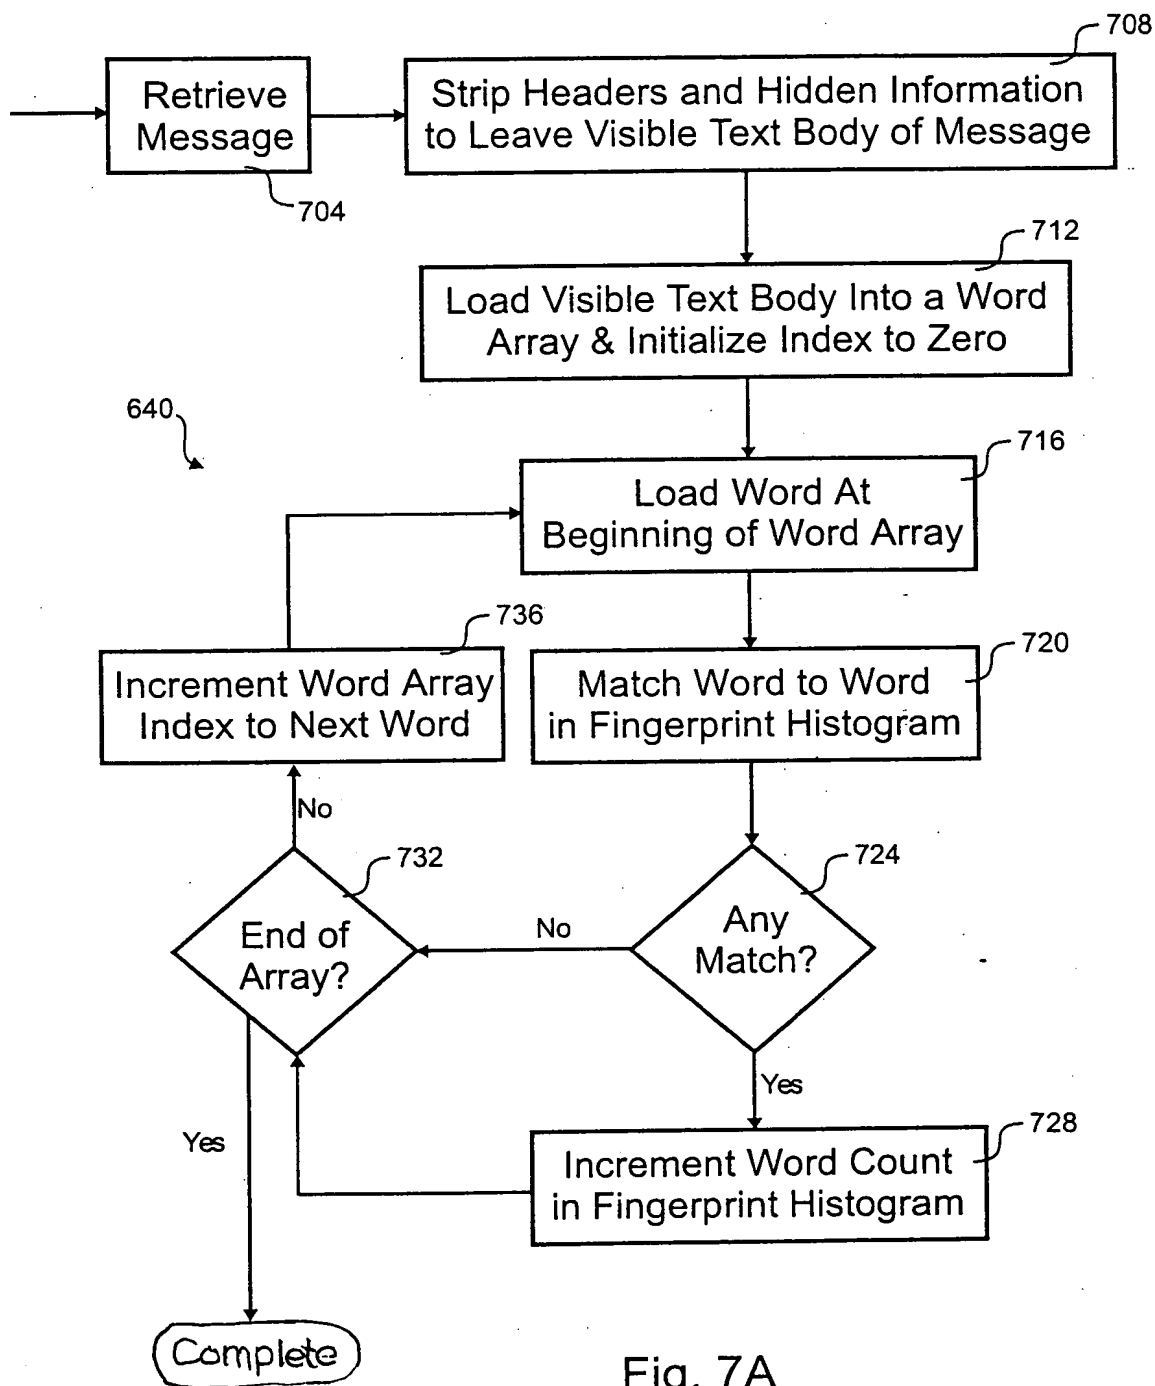 708
Retrieve
Message
704
Strip Headers and Hidden Information
to Leave Visible Text Body of Message
712
Load Visible Text Body Into a Word
Array & Initialize Index to Zero
640
716
Load Word At
Beginning of Word Array
736
Increment Word Array
Index to Next Word
720
Match Word to Word
in Fingerprint Histogram
No
732
End of
Array?
No
724
Any
Match?
Yes
Yes
728
Increment Word Count
in Fingerprint Histogram
Complete
Fig. 7A